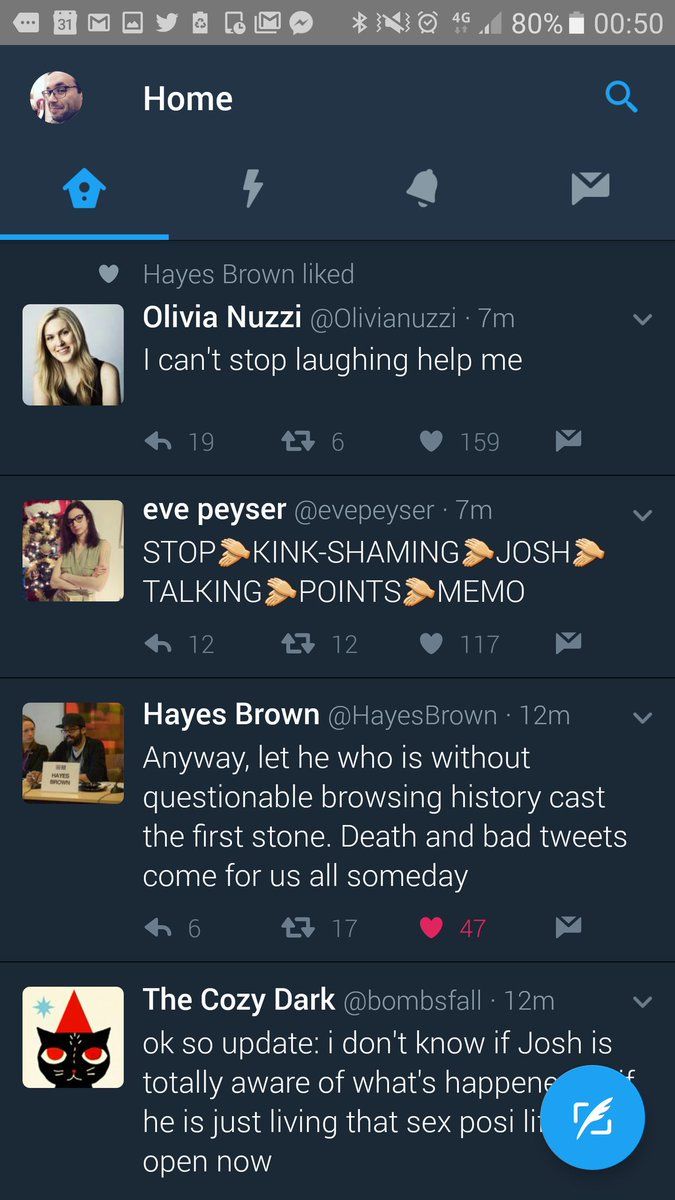 31 4G 80% 00:50
Home
Hayes Brown liked
Olivia Nuzzi @Olivianuzzi · 7m
I can't stop laughing help me
19 6 159
eve peyser @evepeyser · 7m
STOP👏KINK-SHAMING👏JOSH👏
TALKING👏POINTS👏MEMO
12 12 117
Hayes Brown @HayesBrown · 12m
HAYES
BROWN
Anyway, let he who is without
questionable browsing history cast
the first stone. Death and bad tweets
come for us all someday
6 17 47
The Cozy Dark @bombsfall · 12m
ok so update: i don't know if Josh is
totally aware of what's if
he is just living that sex posi
open now